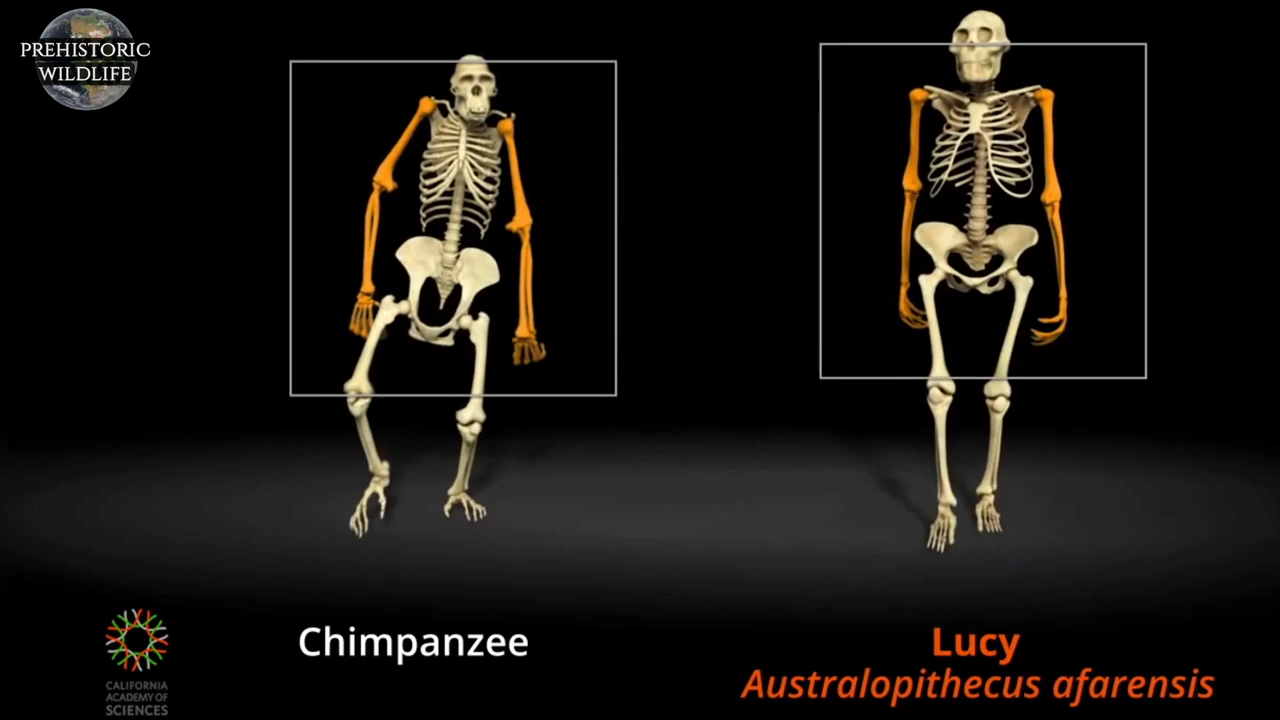 PREHISTORIC
WILDLIFE
Chimpanzee
Lucy
Australopithecus afarensis
CALIFORNIA
ACADEMY OF
SCIENCES